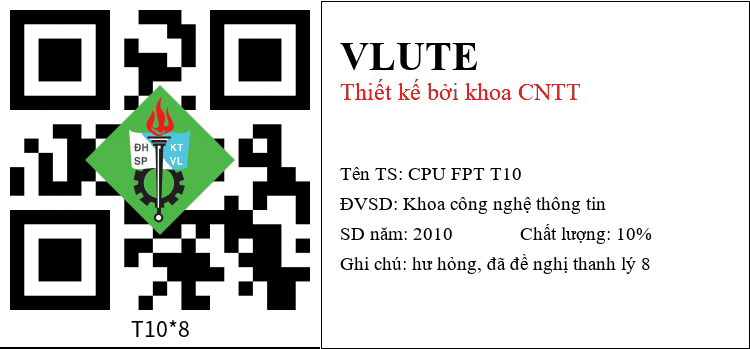 ĐH KT
SP VL
T10*8
VLUTE
Thiết kế bởi khoa CNTT
Tên TS: CPU FPT T10
ĐVSD: Khoa công nghệ thông tin
SD năm: 2010 Chất lượng: 10%
Ghi chú: hư hỏng, đã đề nghị thanh lý 8